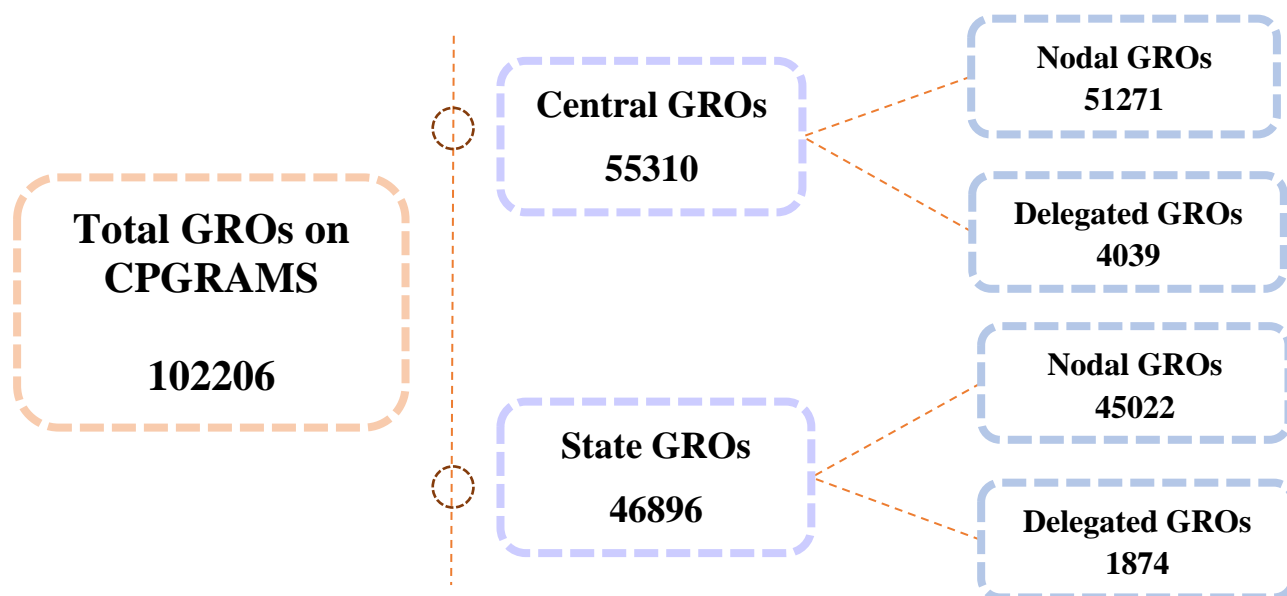 Total GROs on
CPGRAMS
102206
Central GROs
55310
Nodal GROs
51271
Delegated GROs
4039
State GROs
46896
Nodal GROs
45022
Delegated GROs
1874